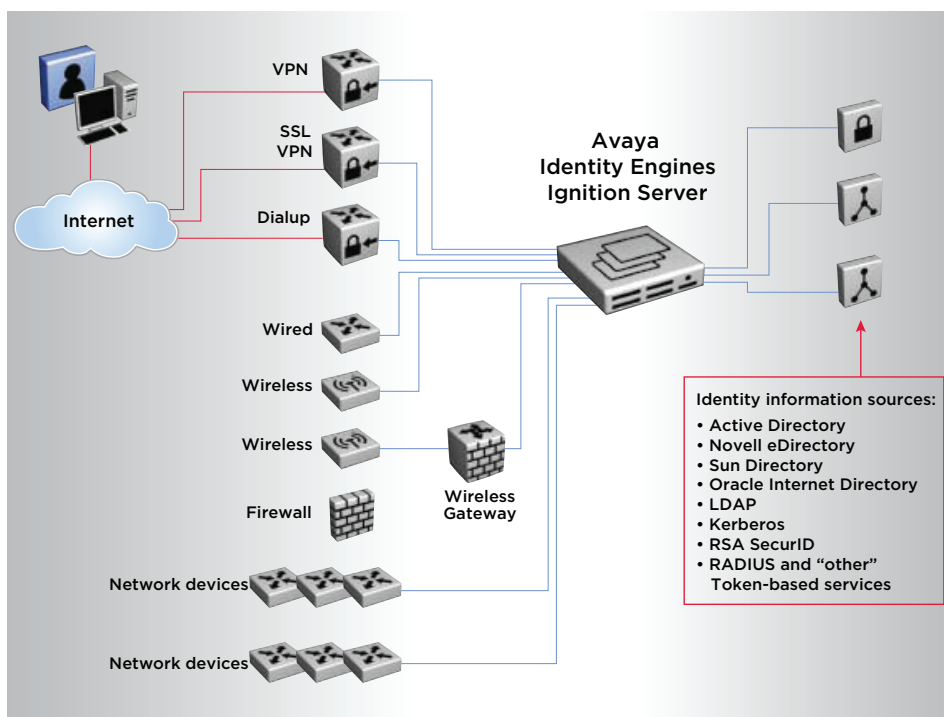 VPN
SSL
VPN
Avaya
Identity Engines
Ignition Server
Internet
Dialup
Wired
Wireless
Wireless
Wireless
Gateway
Firewall
Network devices
Network devices
Identity information sources:
• Active Directory
• Novell eDirectory
• Sun Directory
• Oracle Internet Directory
• LDAP
• Kerberos
• RSA SecurID
• RADIUS and “other”
Token-based services